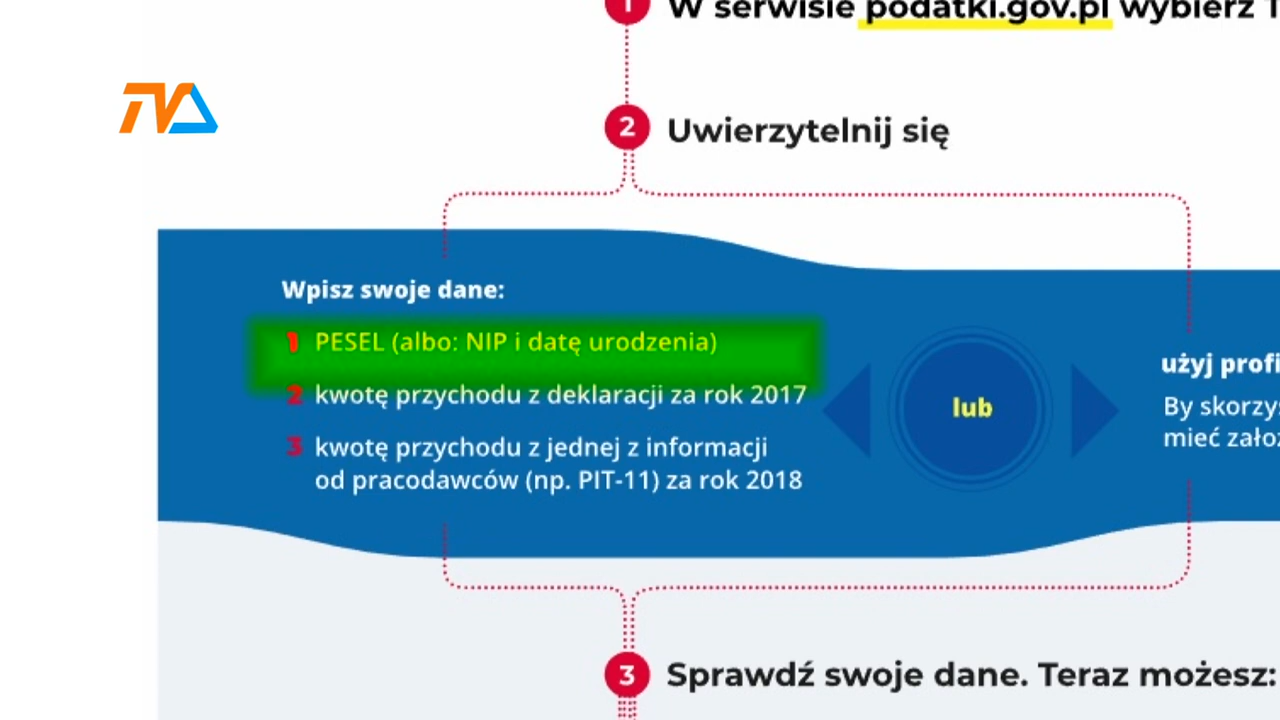 1
W serwisie podatki.gov.pl wybierz
2 Uwierzytelnij się
TVA
Wpisz swoje dane:
1 PESEL (albo: NIP i datę urodzenia)
2 kwotę przychodu z deklaracji za rok 2017
3 kwotę przychodu z jednej z informacji
od pracodawców (np. PIT-11) za rok 2018
lub
użyj profi
By skorzys
mieć założ
3 Sprawdź swoje dane. Teraz możesz: